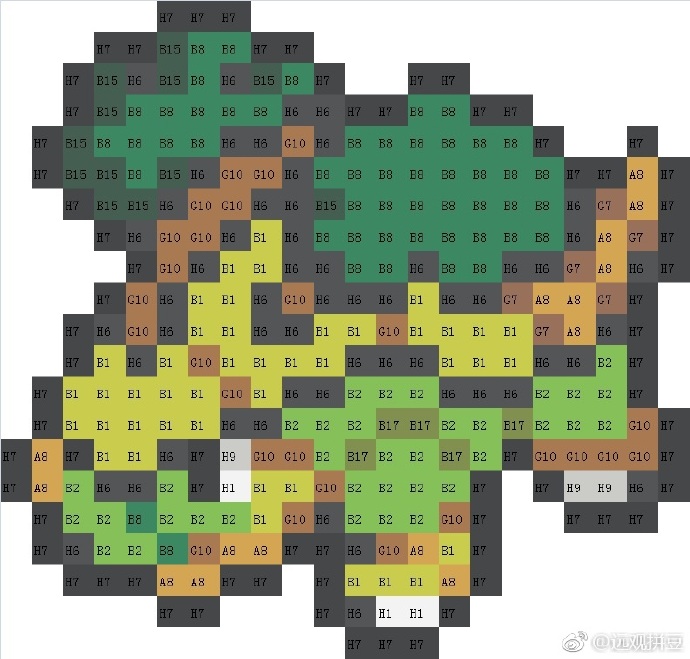 H7 H7 H7
H7 H7 B15 B8 B8 H7 H7
H7 B15 H6 B15 B8 H6 B15 B8 H7 H7 H7
H7 B15 B8 B8 B8 B8 B8 H6 H6 H7 H7 B8 B8 H7 H7
H7 B15 B8 B8 B8 B8 H6 H6 G10 H6 B8 B8 B8 B8 B8 B8 H7 H7
H7 B15 B15 B8 B15 H6 G10 G10 H6 B8 B8 B8 B8 B8 B8 B8 B8 H7 H7 A8 H7
H7 B15 B15 H6 G10 G10 H6 H6 B15 B8 B8 B8 B8 B8 B8 B8 H6 G7 A8 H7
H7 H6 G10 G10 H6 B1 H6 B8 B8 B8 B8 B8 B8 B8 B8 H6 A8 G7 H7
H7 G10 H6 B1 B1 H6 H6 B8 B8 H6 B8 B8 H6 H6 G7 A8 H6 H7
H7 G10 H6 B1 B1 H6 G10 H6 H6 H6 B1 H6 H6 G7 A8 A8 G7 H7
H7 H6 G10 H6 B1 B1 H6 H6 B1 B1 G10 B1 B1 B1 B1 G7 A8 H6 H7
H7 B1 H6 B1 G10 B1 B1 B1 B1 H6 H6 H6 B1 B1 B1 H6 H6 B2 H7
H7 B1 B1 B1 B1 B1 G10 B1 H6 H6 B2 B2 B2 H6 H6 H6 B2 B2 B2 H7
H7 B1 B1 B1 B1 B1 H6 H6 B2 B2 B2 B17 B17 B2 B2 B17 B2 B2 B2 G10 H7
H7 A8 H7 B1 B1 H6 H7 H9 G10 G10 B2 B17 B2 B2 B17 B2 H7 G10 G10 G10 G10 H7
H7 A8 B2 H6 H6 B2 H7 H1 B1 B1 G10 B2 B2 B2 B2 H7 H7 H9 H9 H6 H7
H7 B2 B2 B8 B2 B2 B2 B1 G10 H6 B2 B2 B2 G10 H7 H7 H7 H7
H7 H6 B2 B2 B8 G10 A8 A8 H7 H7 H6 G10 A8 B1 H7
H7 H7 H7 A8 A8 H7 H7 H7 B1 B1 B1 A8 H7
H7 H7 H7 H6 H1 H1 H7
H7 H7 H7
@远观拼豆